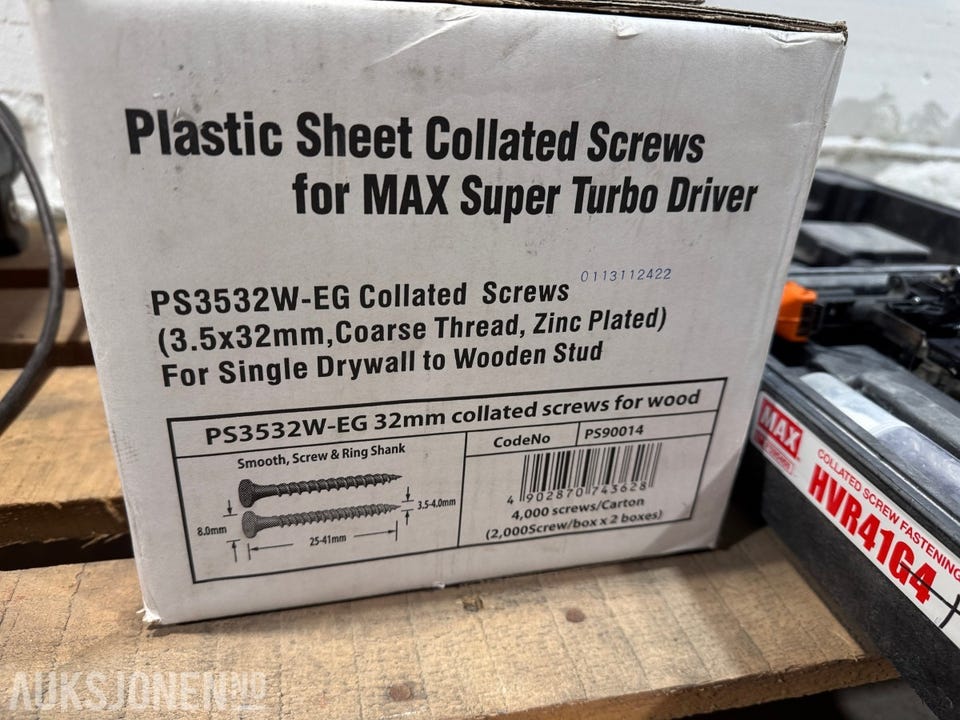 Plastic Sheet Collated Screws
for MAX Super Turbo Driver
0113112422
PS3532W-EG Collated Screws
(3.5x32mm,Coarse Thread, Zinc Plated)
For Single Drywall to Wooden Stud
PS3532W-EG 32mm collated screws for wood
Smooth, Screw & Ring Shank
CodeNo
PS90014
8.0mm
3.5-4.0mm
25-41mm
4 902870 743628
4,000 screws/Carton
(2,000Screw/box x 2 boxes)
MAX
COLLATED SCREW FASTENING
HVR41G4
AUKSJONEN.NO